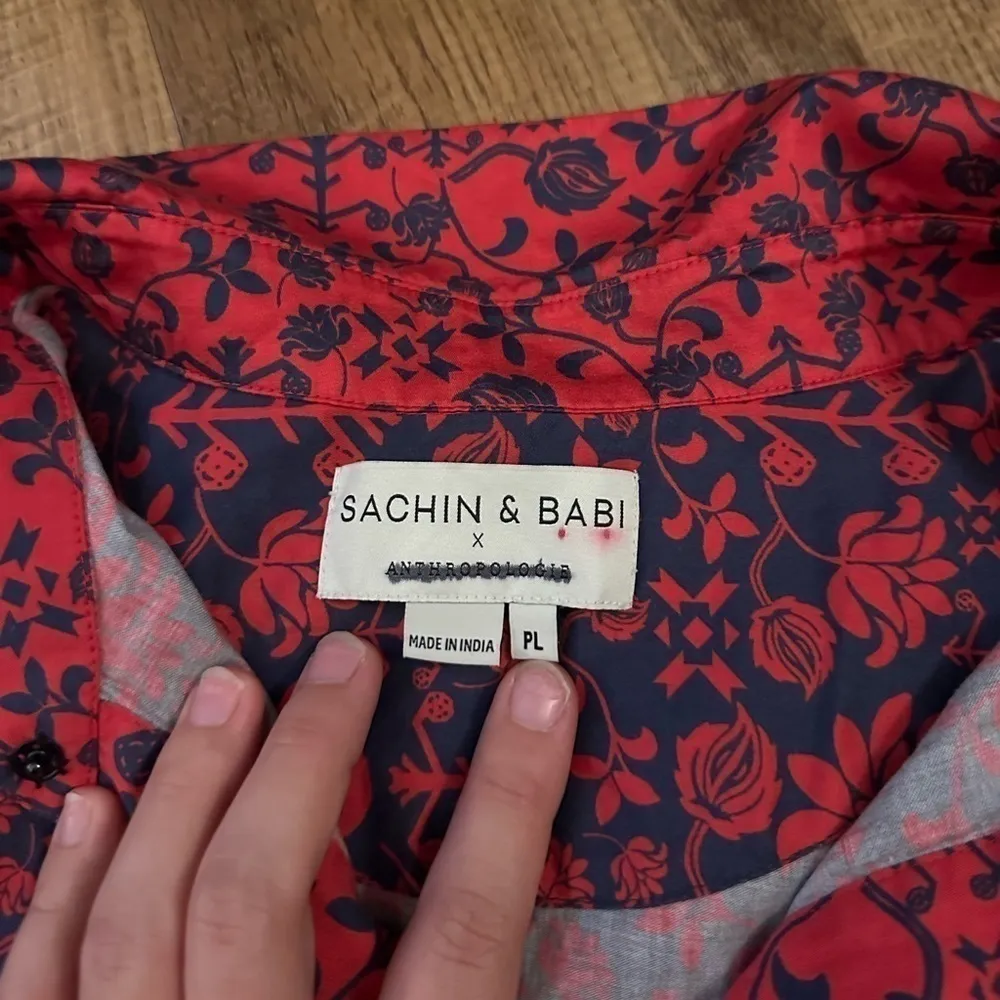 SACHIN & BABI
X
ANTHROPOLOGIE
MADE IN INDIA
PL